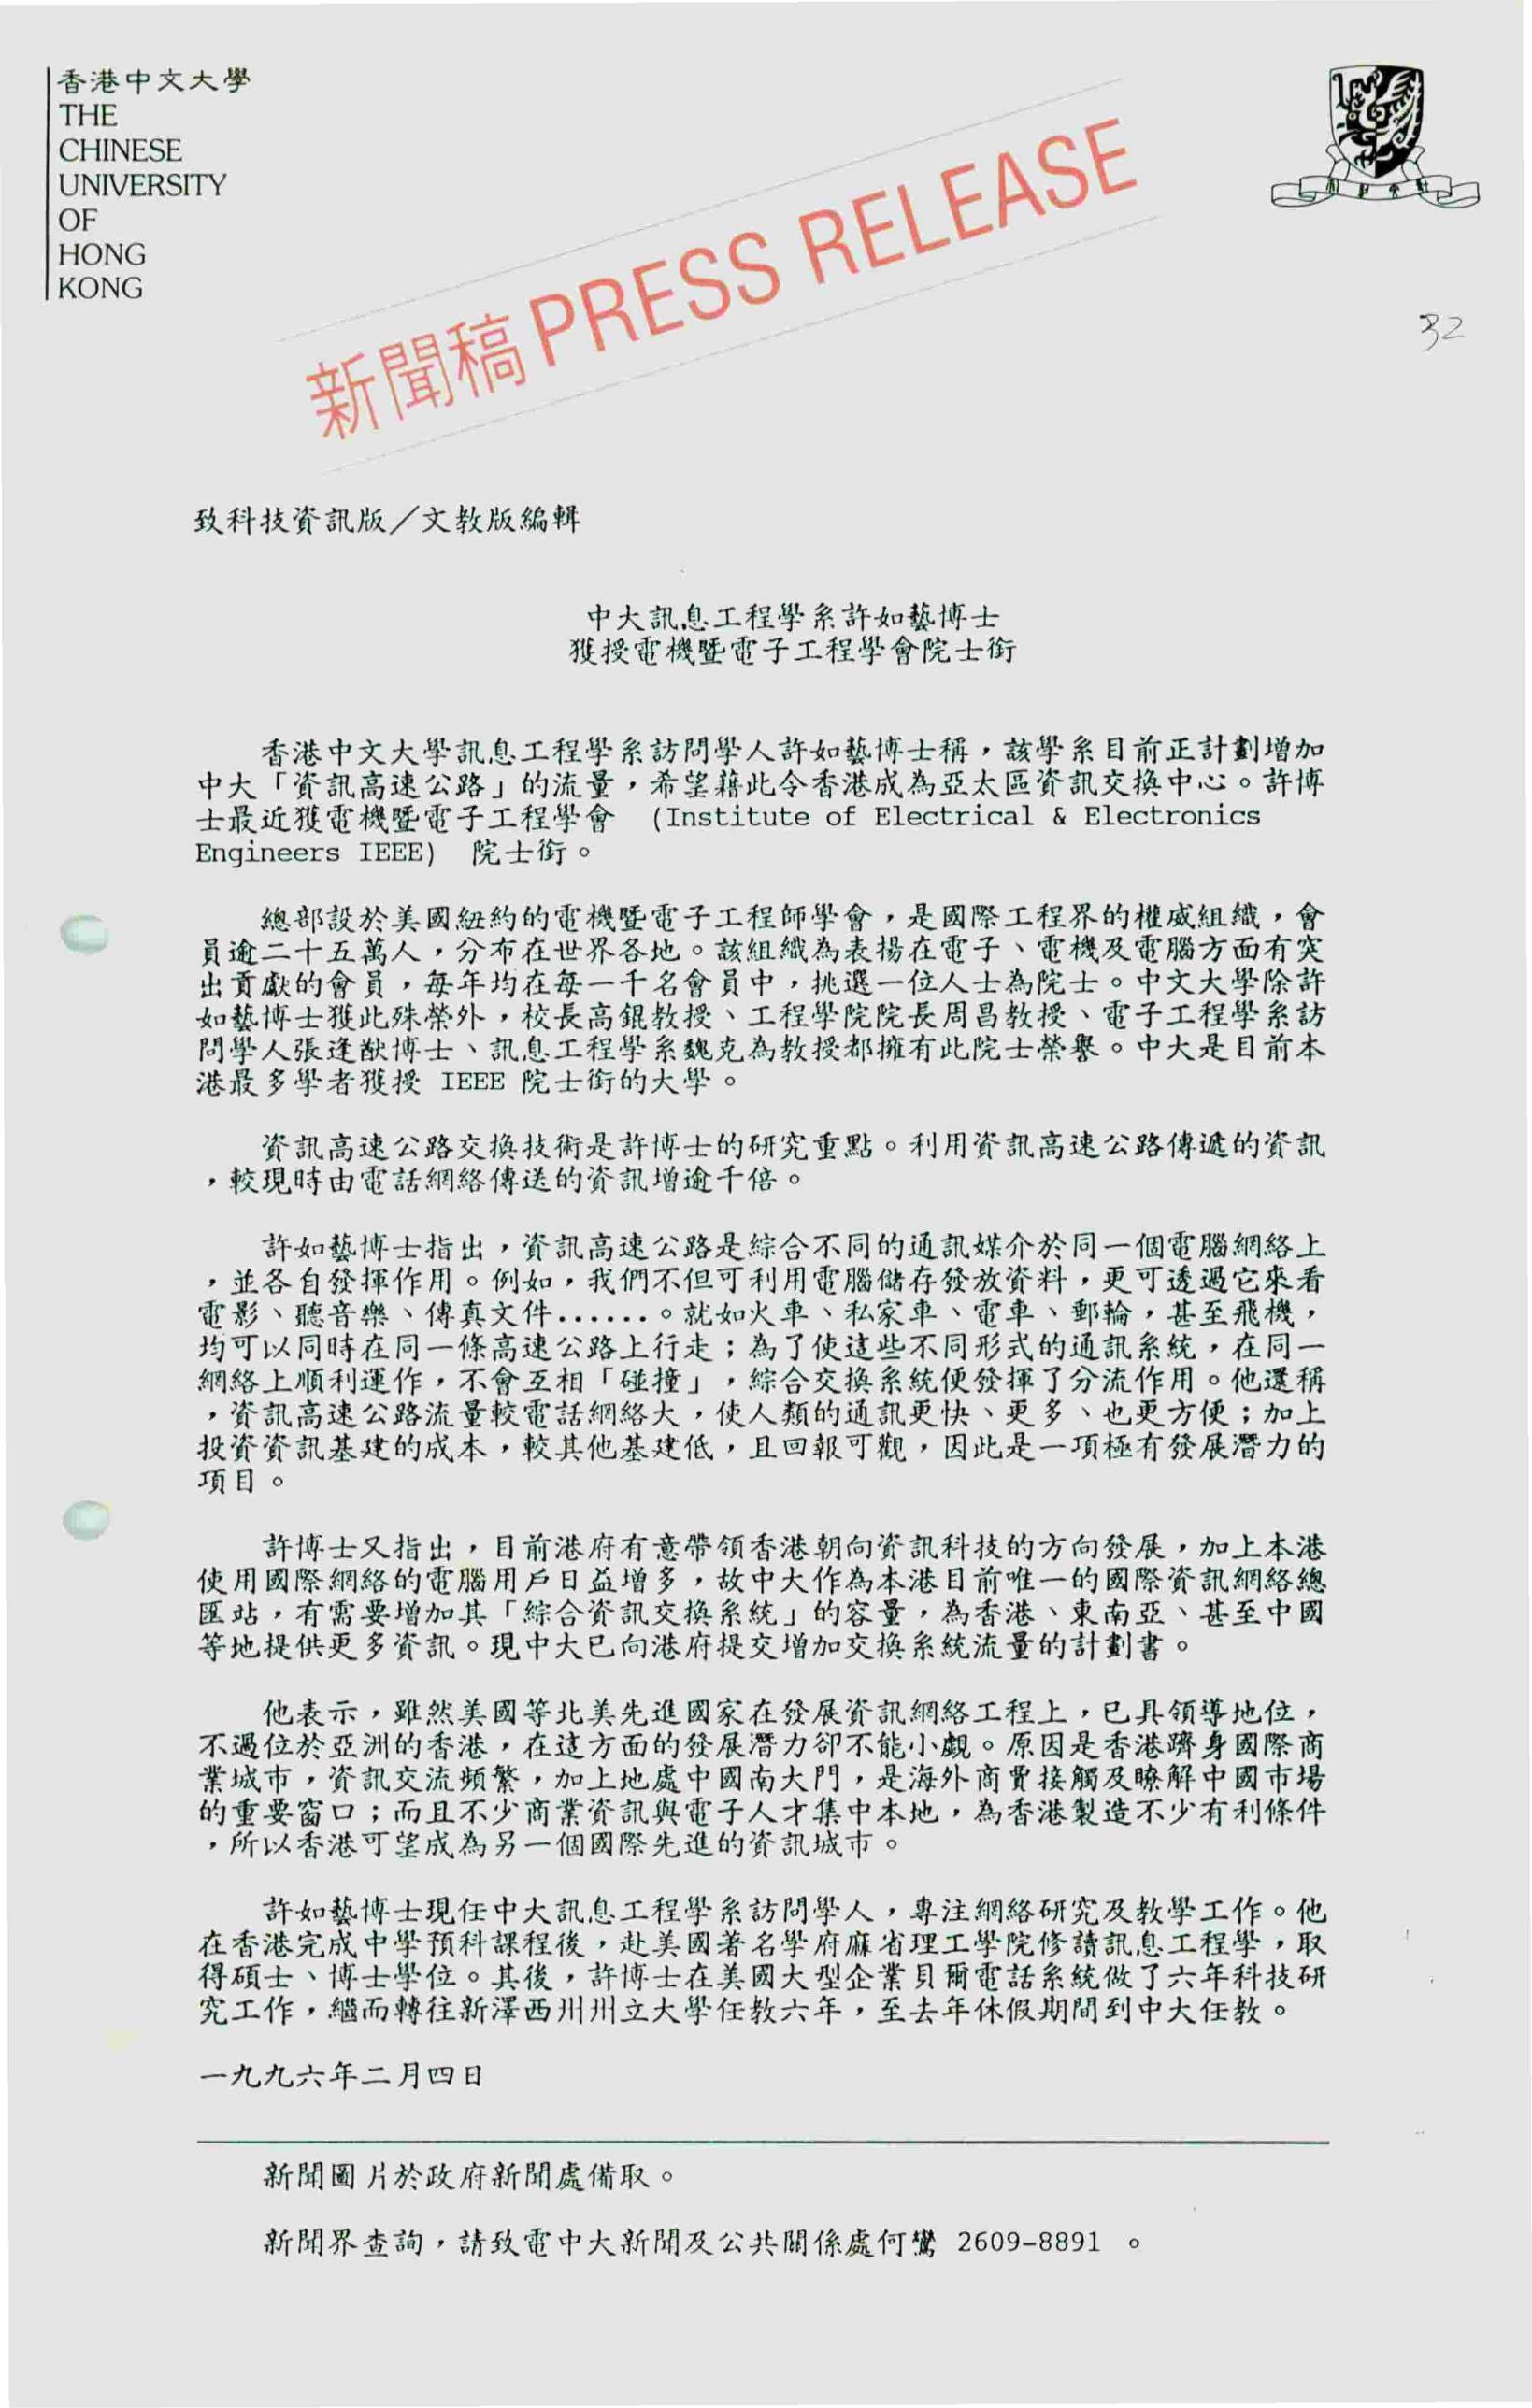 香港中文大學
THE
CHINESE
UNIVERSITY
OF
HONG
KONG
新聞稿 PRESS RELEASE
32
致科技資訊版／文教版編輯
中大訊息工程學系許如藝博士
獲授電機暨電子工程學會院士銜
香港中文大學訊息工程學系訪問學人許如藝博士稱，該學系目前正計劃增加
中大「資訊高速公路」的流量，希望藉此令香港成為亞太區資訊交換中心。許博
士最近獲電機暨電子工程學會 (Institute of Electrical & Electronics
Engineers IEEE) 院士銜。
總部設於美國紐約的電機暨電子工程師學會，是國際工程界的權威組織，會
員逾二十五萬人，分布在世界各地。該組織為表揚在電子、電機及電腦方面有突
出貢獻的會員，每年均在每一千名會員中，挑選一位人士為院士。中文大學除許
如藝博士獲此殊榮外，校長高錕教授、工程學院院長周昌教授、電子工程學系訪
問學人張逢猷博士、訊息工程學系魏克為教授都擁有此院士榮譽。中大是目前本
港最多學者獲授 IEEE 院士銜的大學。
資訊高速公路交換技術是許博士的研究重點。利用資訊高速公路傳遞的資訊
，較現時由電話網絡傳送的資訊增逾千倍。
許如藝博士指出，資訊高速公路是綜合不同的通訊媒介於同一個電腦網絡上
，並各自發揮作用。例如，我們不但可利用電腦儲存發放資料，更可透過它來看
電影、聽音樂、傳真文件......。就如火車、私家車、電車、郵輪，甚至飛機，
均可以同時在同一條高速公路上行走；為了使這些不同形式的通訊系統，在同一
網絡上順利運作，不會互相「碰撞」，綜合交換系統便發揮了分流作用。他還稱
，資訊高速公路流量較電話網絡大，使人類的通訊更快、更多、也更方便；加上
投資資訊基建的成本，較其他基建低，且回報可觀，因此是一項極有發展潛力的
項目。
許博士又指出，目前港府有意帶領香港朝向資訊科技的方向發展，加上本港
使用國際網絡的電腦用戶日益增多，故中大作為本港目前唯一的國際資訊網絡總
匯站，有需要增加其「綜合資訊交換系統」的容量，為香港、東南亞、甚至中國
等地提供更多資訊。現中大已向港府提交增加交換系統流量的計劃書。
他表示，雖然美國等北美先進國家在發展資訊網絡工程上，已具領導地位，
不過位於亞洲的香港，在這方面的發展潛力卻不能小覷。原因是香港躋身國際商
業城市，資訊交流頻繁，加上地處中國南大門，是海外商賈接觸及瞭解中國市場
的重要窗口；而且不少商業資訊與電子人才集中本地，為香港製造不少有利條件
，所以香港可望成為另一個國際先進的資訊城市。
許如藝博士現任中大訊息工程學系訪問學人，專注網絡研究及教學工作。他
在香港完成中學預科課程後，赴美國著名學府麻省理工學院修讀訊息工程學，取
得碩士、博士學位。其後，許博士在美國大型企業貝爾電話系統做了六年科技研
究工作，繼而轉往新澤西州州立大學任教六年，至去年休假期間到中大任教。
一九九六年二月四日
新聞圖片於政府新聞處備取。
新聞界查詢，請致電中大新聞及公共關係處何鸞 2609-8891 。